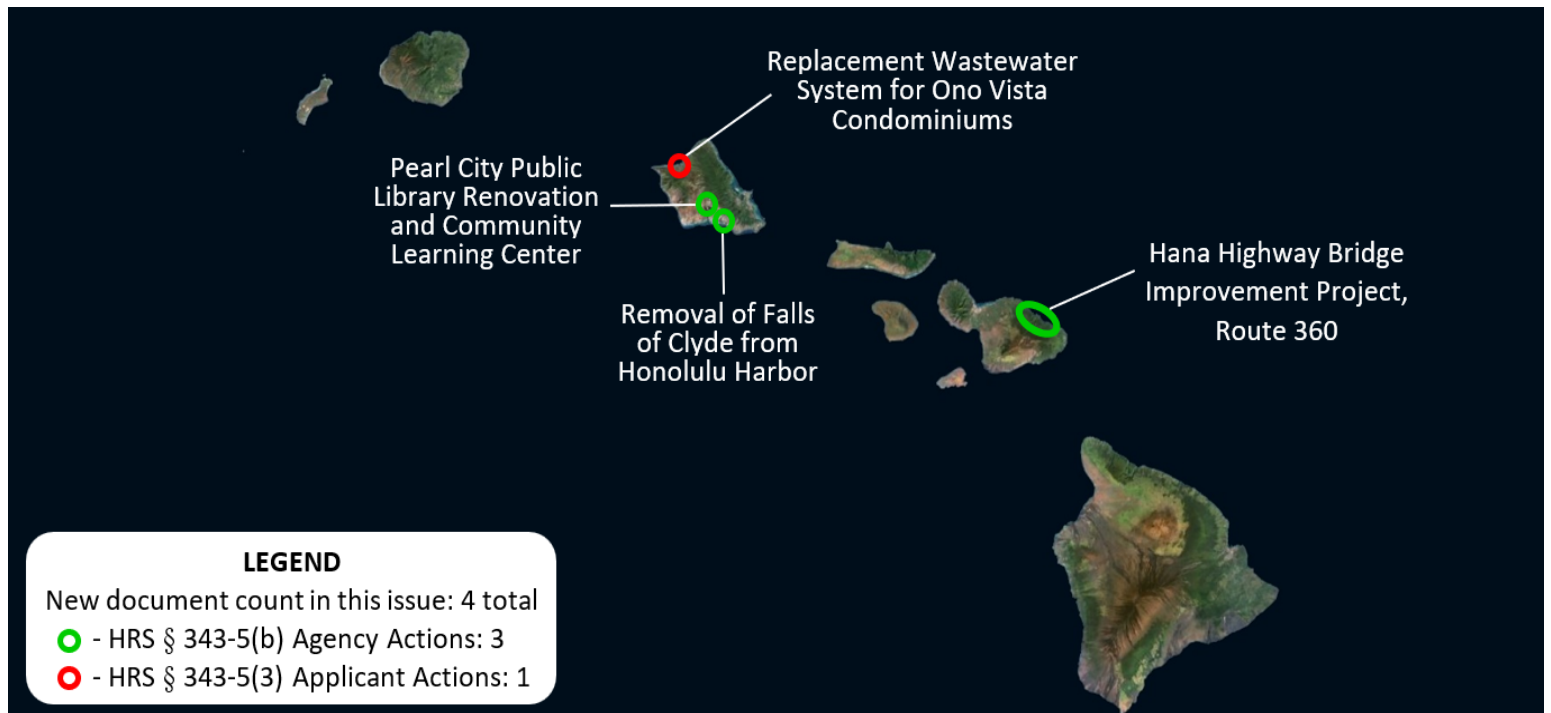 Replacement Wastewater
System for Ono Vista
Condominiums
Pearl City Public
Library Renovation
and Community
Learning Center
Removal of Falls
of Clyde from
Honolulu Harbor
Hana Highway Bridge
Improvement Project,
Route 360
LEGEND
New document count in this issue: 4 total
- HRS § 343-5(b) Agency Actions: 3
- HRS § 343-5(3) Applicant Actions: 1